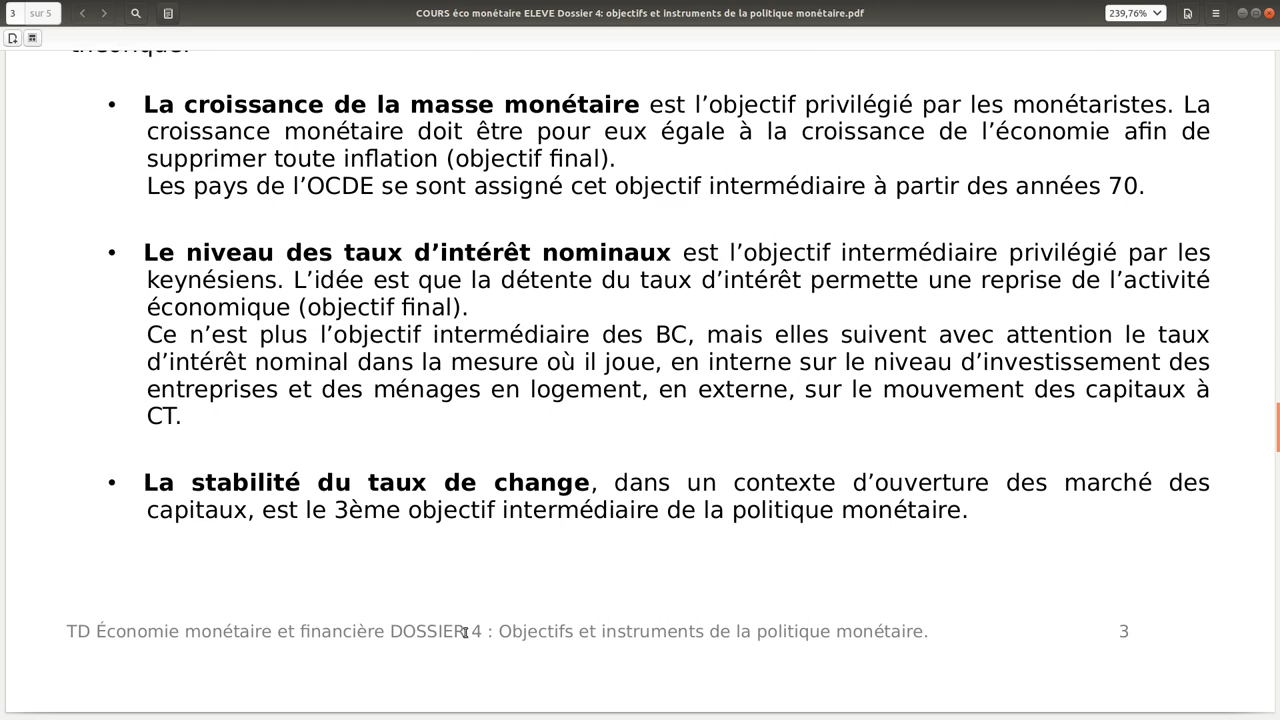 3 sur 5
COURS éco monétaire ELEVE Dossier 4: objectifs et instruments de la politique monétaire.pdf
239,76%
théorique.
• La croissance de la masse monétaire est l’objectif privilégié par les monétaristes. La
croissance monétaire doit être pour eux égale à la croissance de l’économie afin de
supprimer toute inflation (objectif final).
Les pays de l’OCDE se sont assigné cet objectif intermédiaire à partir des années 70.
• Le niveau des taux d’intérêt nominaux est l’objectif intermédiaire privilégié par les
keynésiens. L’idée est que la détente du taux d’intérêt permette une reprise de l’activité
économique (objectif final).
Ce n’est plus l’objectif intermédiaire des BC, mais elles suivent avec attention le taux
d’intérêt nominal dans la mesure où il joue, en interne sur le niveau d’investissement des
entreprises et des ménages en logement, en externe, sur le mouvement des capitaux à
CT.
• La stabilité du taux de change, dans un contexte d’ouverture des marché des
capitaux, est le 3ème objectif intermédiaire de la politique monétaire.
TD Économie monétaire et financière DOSSIER 4 : Objectifs et instruments de la politique monétaire. 3